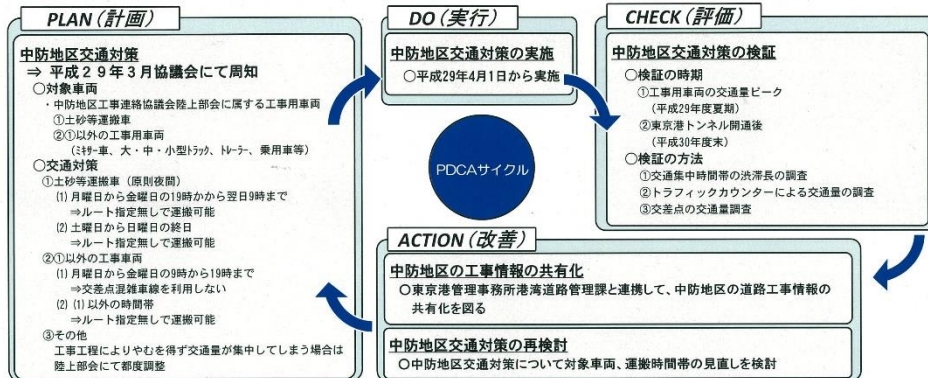 PLAN(計画)
中防地区交通対策
⇒ 平成29年3月協議会にて周知
○対象車両
・中防地区工事連絡協議会陸上部会に属する工事用車両
①土砂等運搬車
②①以外の工事用車両
(ミキサー車、大・中・小型トラック、トレーラー、乗用車等)
○交通対策
①土砂等運搬車(原則夜間)
(1)月曜日から金曜日の19時かから翌日9時まで
⇒ルート指定無しで運搬可能
(2)土曜日から日曜日の終日
⇒ルート指定無しで運搬可能
②①以外の工事車両
(1)月曜日から金曜日の9時から19時まで
⇒交差点混雑車線を利用しない
(2)(1)以外の時間帯
⇒ルート指定無しで運搬可能
③その他
工事工程によりやむを得ず交通量が集中してしまう場合は
陸上部会にて都度調整
DO(実行)
中防地区交通対策の実施
○平成29年4月1日から実施
CHECK(評価)
中防地区交通対策の検証
○検証の時期
①工事用車両の交通量ピーク
(平成29年度夏期)
②東京港トンネル開通後
(平成30年度末)
○検証の方法
①交通集中時間帯の渋滞長の調査
②トラフィックカウンターによる交通量の調査
③交差点の交通量調査
PDCAサイクル
ACTION(改善)
中防地区の工事情報の共有化
○東京港管理事務所港湾道路管理課と連携して、中防地区の道路工事情報の
共有化を図る
中防地区交通対策の再検討
○中防地区交通対策について対象車両、運搬時間帯の見直しを検討